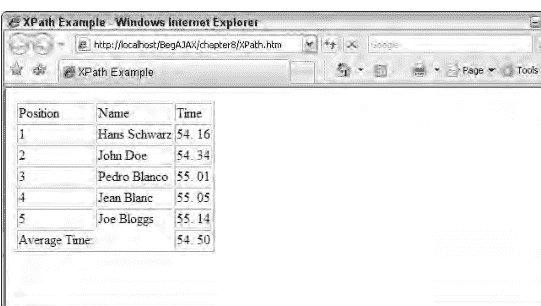 XPath Example - Windows Internet Explorer
http://localhost/BegAJAX/chapter8/XPath.htm
Google
XPath Example
Page
Tools
Position Name Time
1 Hans Schwarz 54. 16
2 John Doe 54. 34
3 Pedro Blanco 55. 01
4 Jean Blanc 55. 05
5 Joe Bloggs 55. 14
Average Time: 54. 50